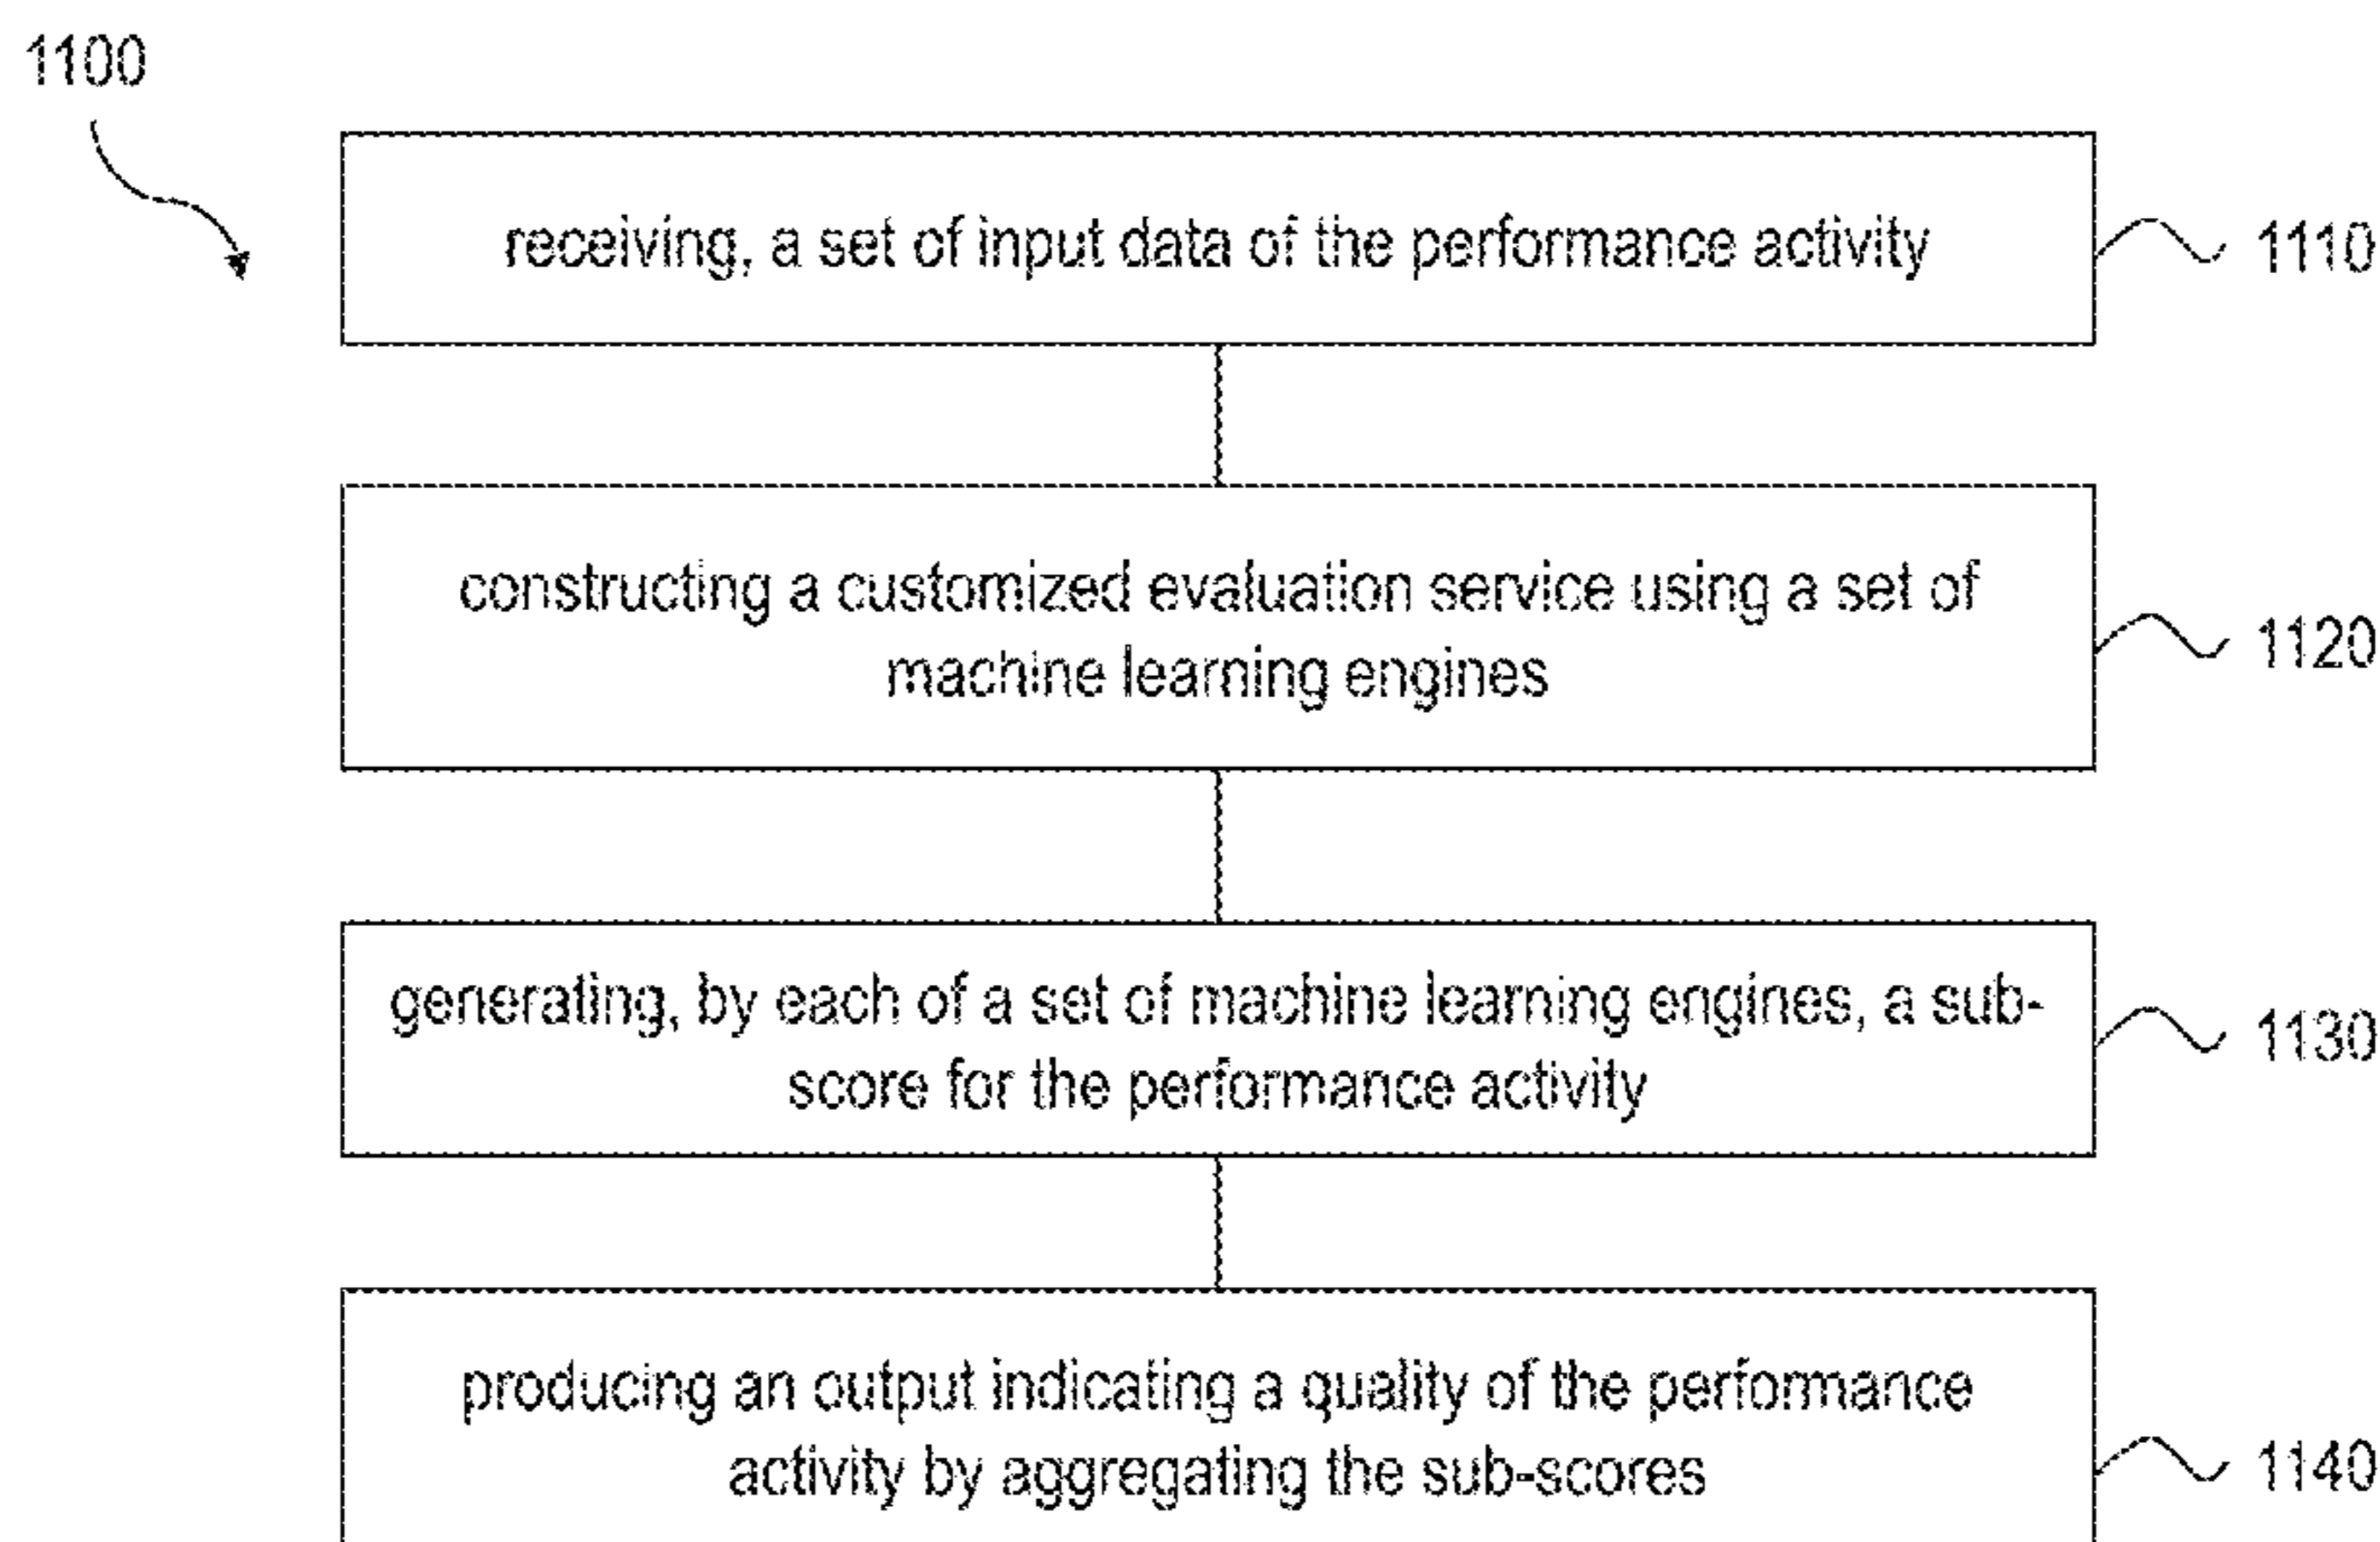 1100
receiving, a set of input data of the performance activity
1110
constructing a customized evaluation service using a set of
machine learning engines
1120
generating, by each of a set of machine learning engines, a sub-
score for the performance activity
1130
producing an output indicating a quality of the performance
activity by aggregating the sub-scores
1140